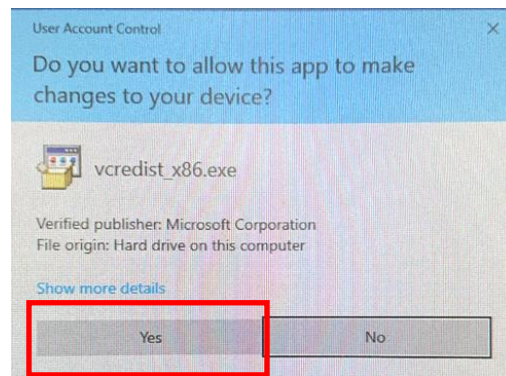 User Account Control
Do you want to allow this app to make
changes to your device?
vcredist_x86.exe
Verified publisher: Microsoft Corporation
File origin: Hard drive on this computer
Show more details
Yes
No